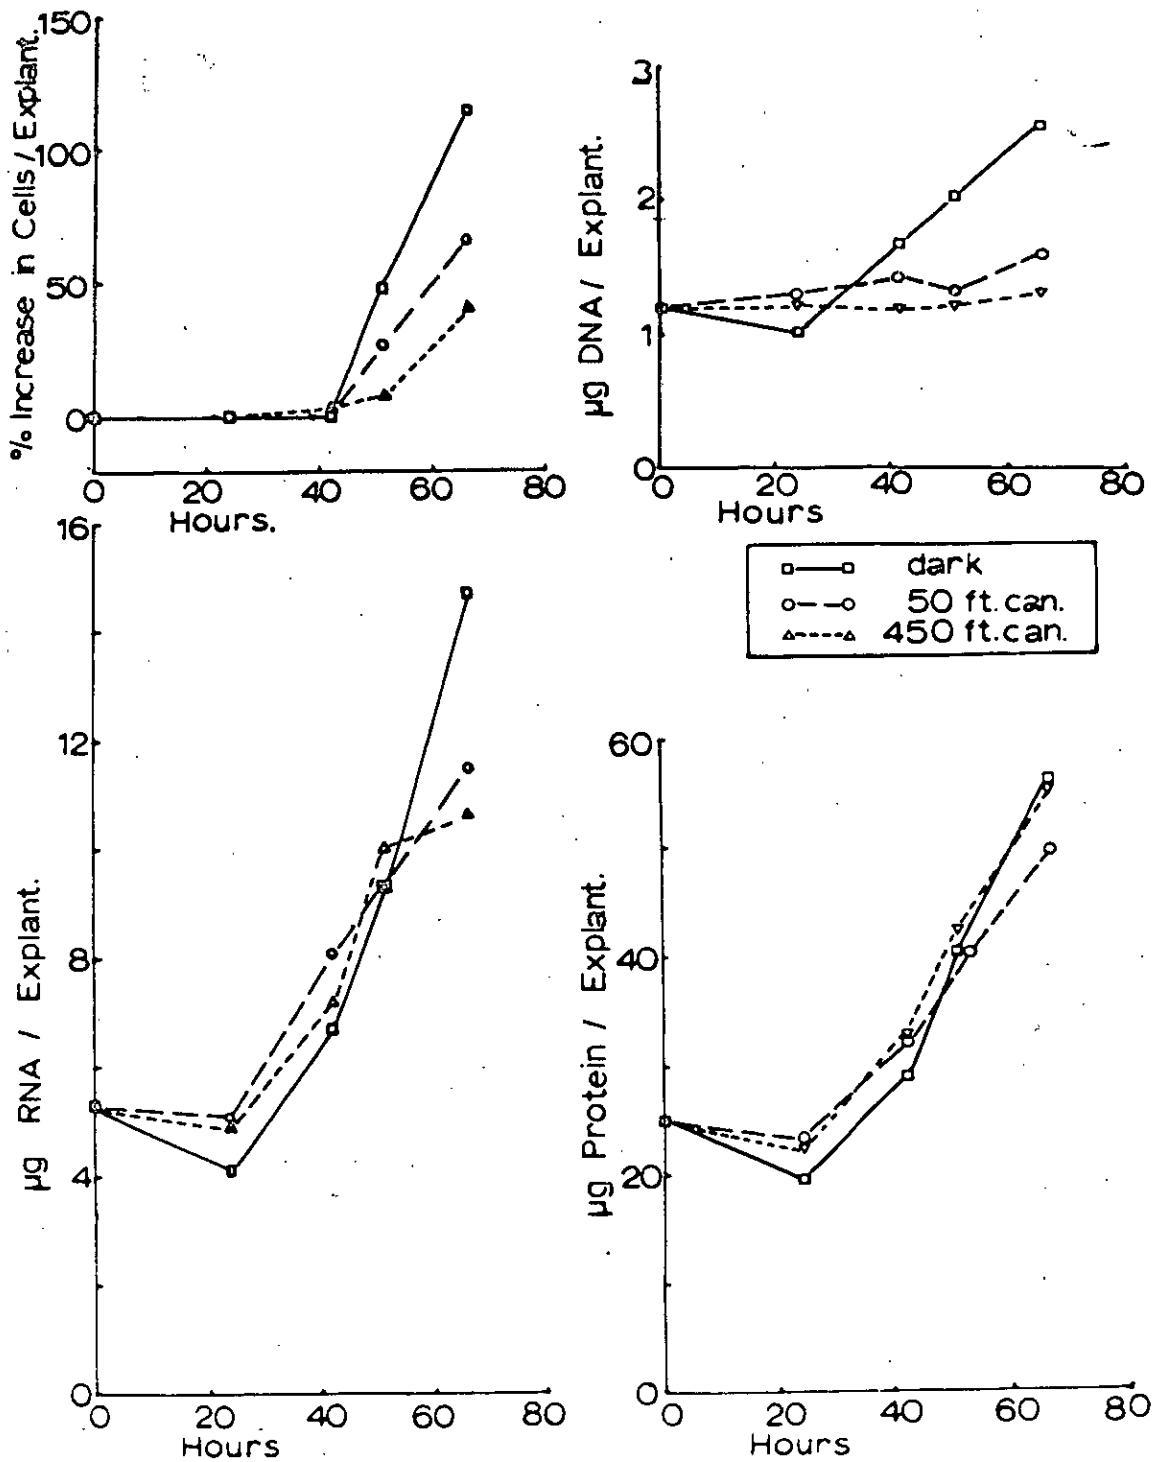 % Increase in Cells / Explant.
150
100
50
0
0 20 40 60 80
Hours.
µg DNA / Explant.
3
2
1
0
0 20 40 60 80
Hours
dark
50 ft. can.
450 ft. can.
µg RNA / Explant.
16
12
8
4
0
0 20 40 60 80
Hours
µg Protein / Explant.
60
40
20
0
0 20 40 60 80
Hours